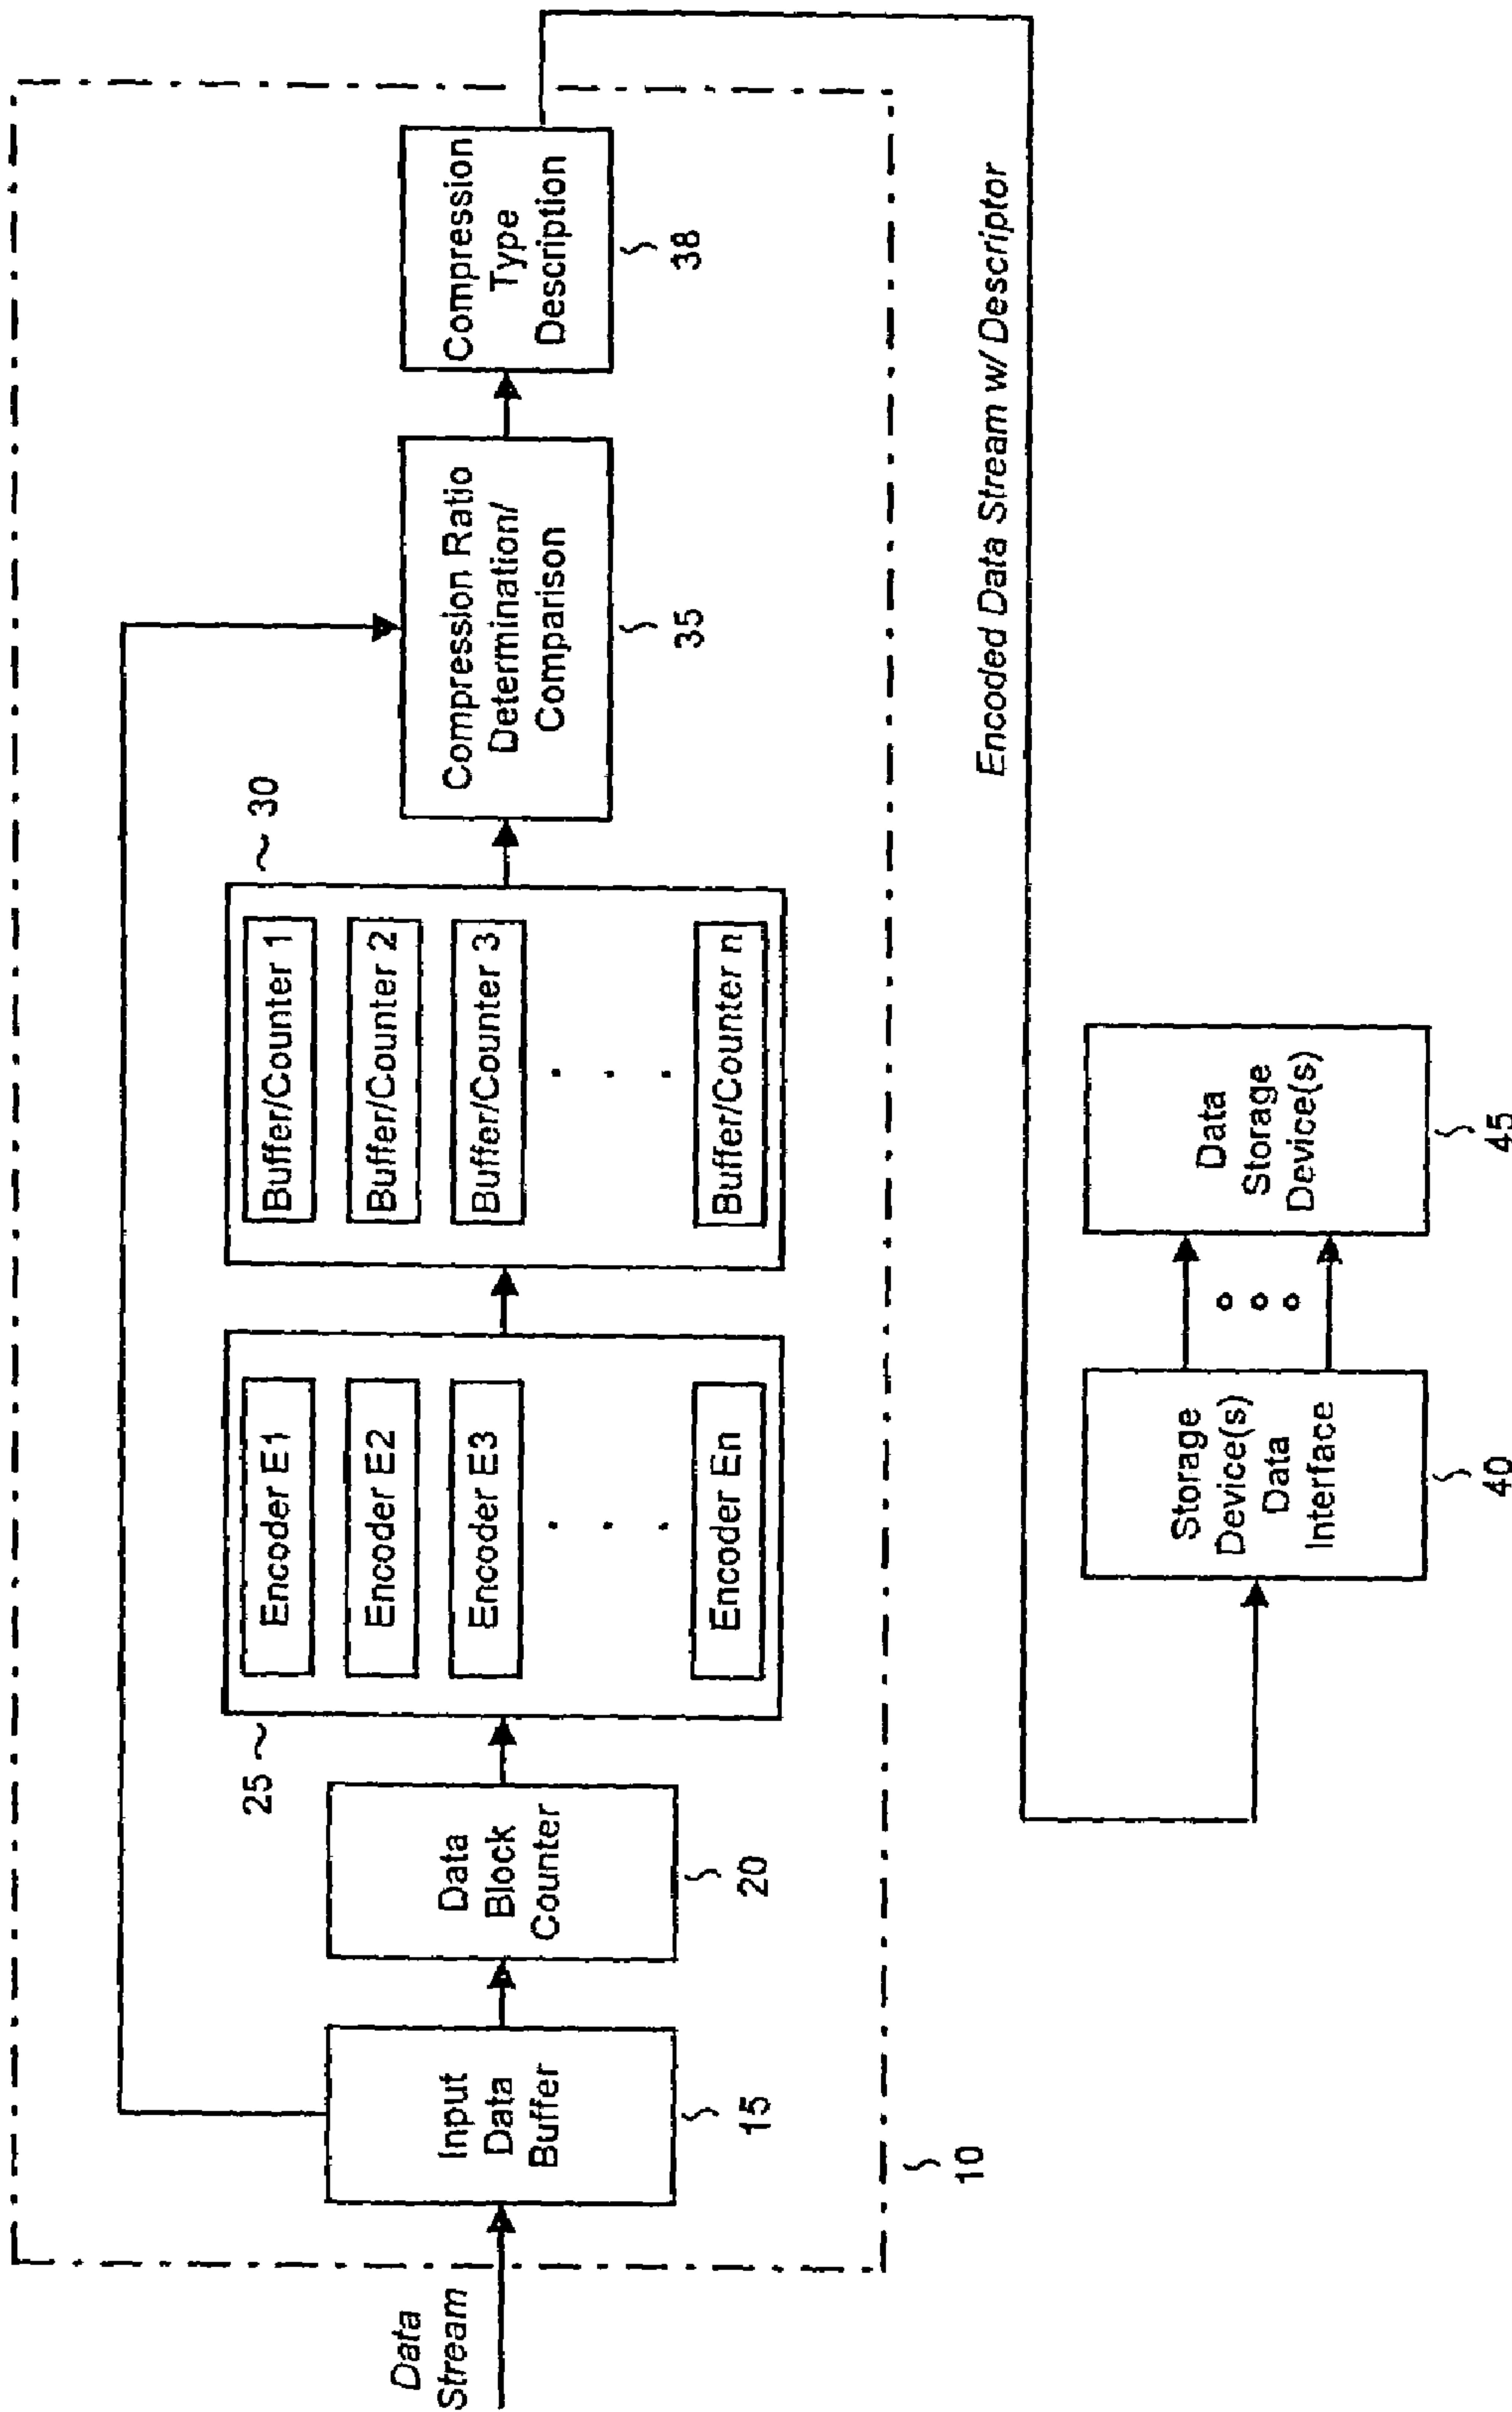 Data
Stream
Input
Data
Buffer
15
10
Data
Block
Counter
20
25
Encoder E1
Encoder E2
Encoder E3
Encoder En
30
Buffer/Counter 1
Buffer/Counter 2
Buffer/Counter 3
Buffer/Counter n
Compression Ratio
Determination/
Comparison
35
Compression
Type
Description
38
Encoded Data Stream w/ Descriptor
Storage
Device(s)
Data
Interface
40
Data
Storage
Device(s)
45